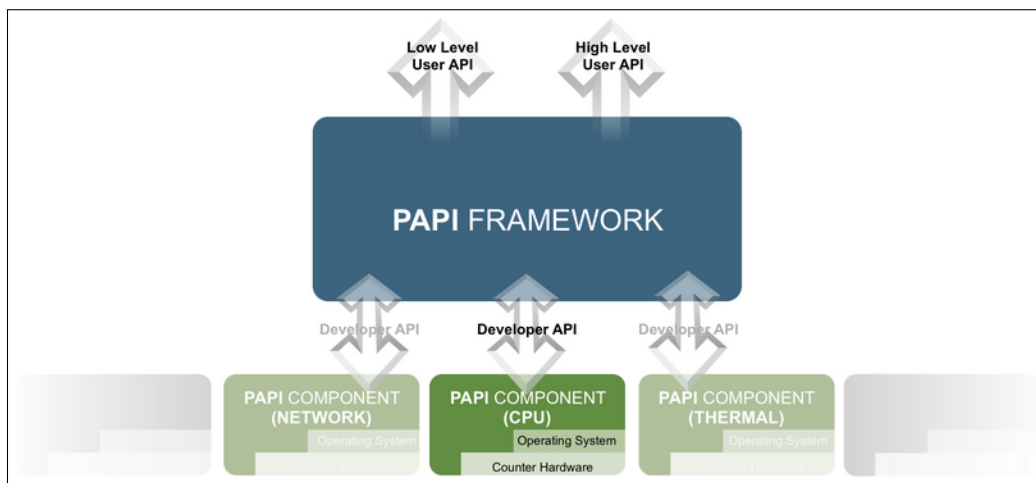 Low Level
User API
High Level
User API
PAPI FRAMEWORK
Developer API
Developer API
Developer API
PAPI COMPONENT
(NETWORK)
Operating System
Counter Hardware
PAPI COMPONENT
(CPU)
Operating System
Counter Hardware
PAPI COMPONENT
(THERMAL)
Operating System
Counter Hardware